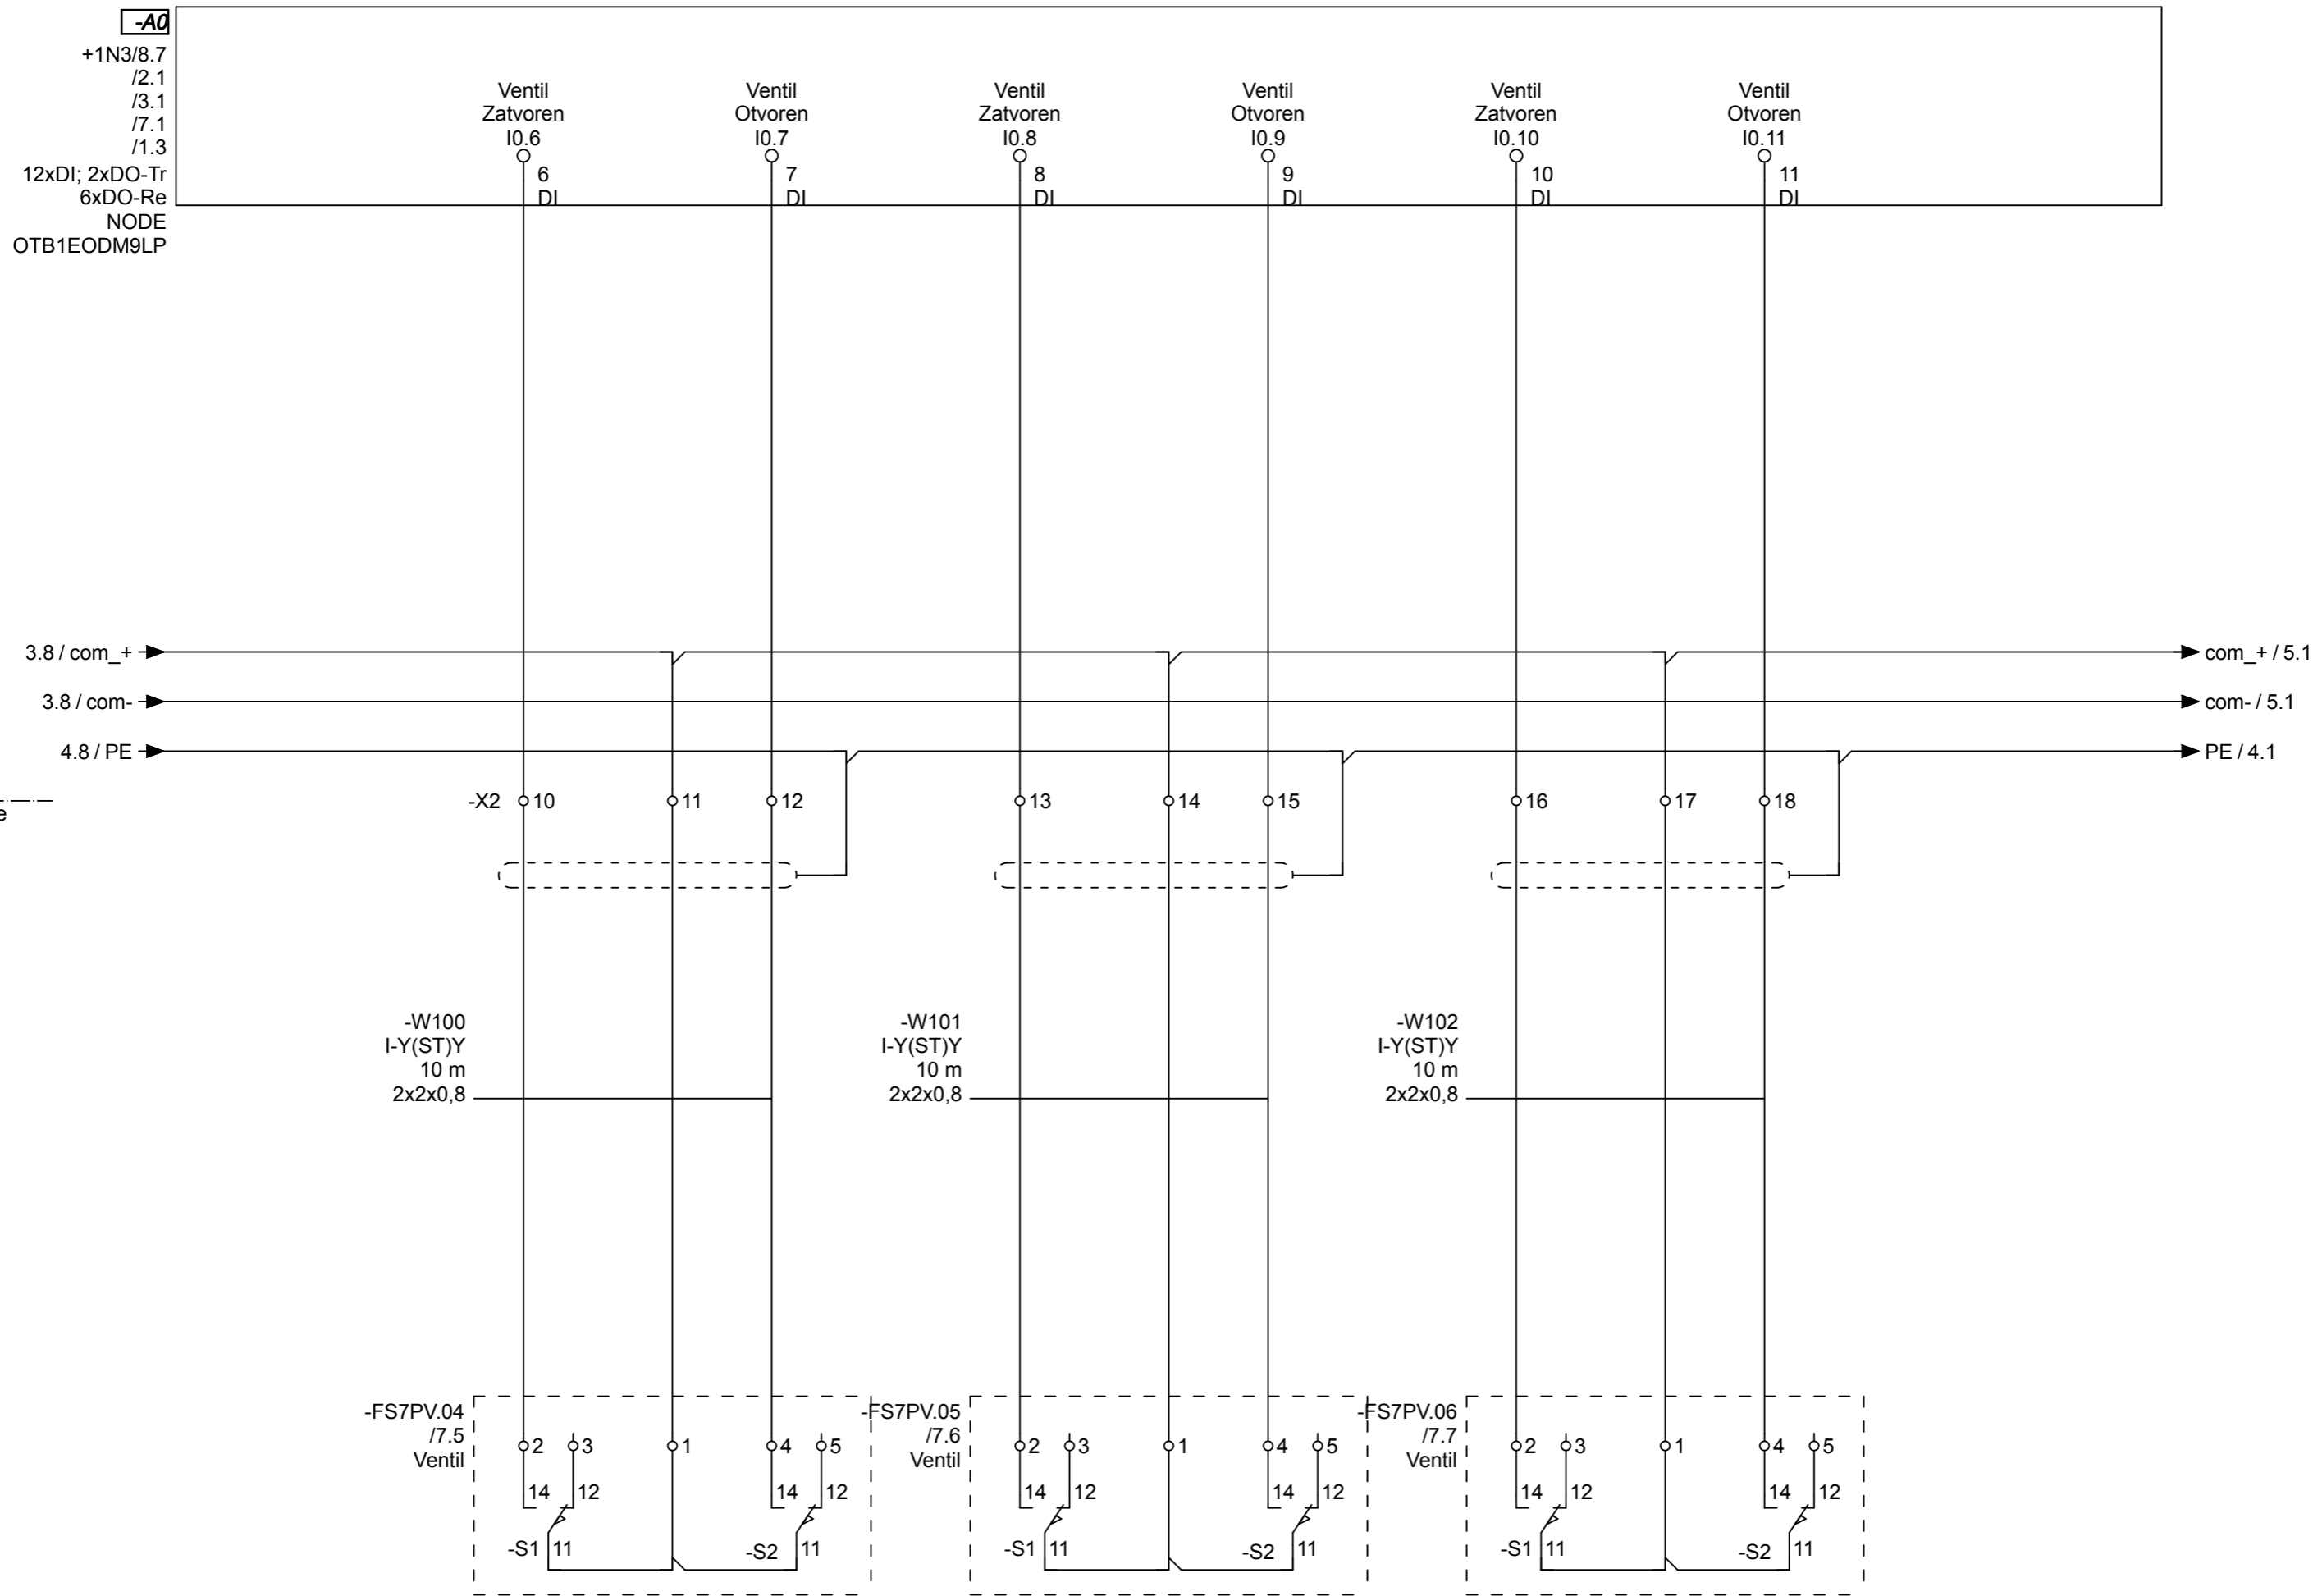 -A0
+1N3/8.7
/2.1
/3.1
/7.1
/1.3
12xDI; 2xDO-Tr
6xDO-Re
NODE
OTB1EODM9LP
Ventil
Zatvoren
I0.6
6
DI
Ventil
Otvoren
I0.7
7
DI
Ventil
Zatvoren
I0.8
8
DI
Ventil
Otvoren
I0.9
9
DI
Ventil
Zatvoren
I0.10
10
DI
Ventil
Otvoren
I0.11
11
DI
3.8 / com_+
com_+ / 5.1
3.8 / com-
com- / 5.1
4.8 / PE
PE / 4.1
e
-X2 10 11 12 13 14 15 16 17 18
-W100
I-Y(ST)Y
10 m
2x2x0,8
-W101
I-Y(ST)Y
10 m
2x2x0,8
-W102
I-Y(ST)Y
10 m
2x2x0,8
-FS7PV.04
/7.5
Ventil
2 3 1 4 5
14 12 14 12
-S1 11 -S2 11
-FS7PV.05
/7.6
Ventil
2 3 1 4 5
14 12 14 12
-S1 11 -S2 11
-FS7PV.06
/7.7
Ventil
2 3 1 4 5
14 12 14 12
-S1 11 -S2 11